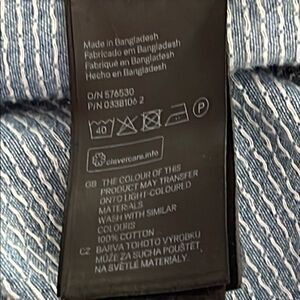 Made in Bangladesh
Fabricado em Bangladesh
Fabriqué en Bangladesh
Hecho en Bangladesh
O/N 576530
P/N 0338106 2
40
P
clevercare.info
GB THE COLOUR OF THIS
PRODUCT MAY TRANSFER
ONTO LIGHT-COLOURED
MATERIALS.
WASH WITH SIMILAR
COLOURS
100% COTTON
CZ BARVA TOHOTO VÝROBKU
MŮŽE ZA SUCHA POUŠTĚT
NA SVĚTLÉ MATERIÁLY.